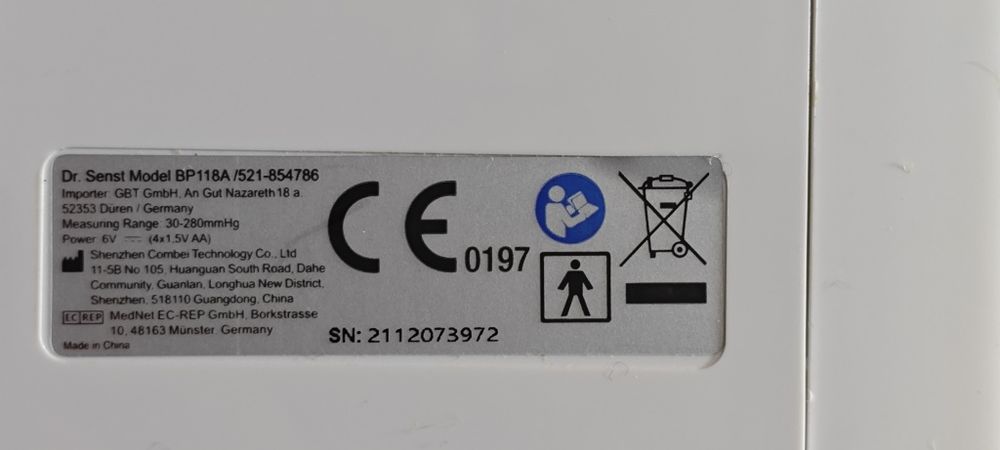 Dr. Senst Model BP118A /521-854786
Importer: GBT GmbH, An Gut Nazareth 18 a.
52353 Düren / Germany
Measuring Range: 30-280mmHg
Power: 6V ⎓ (4x1.5V AA)
Shenzhen Combei Technology Co., Ltd
11-5B No 105, Huanguan South Road, Dahe
Community, Guanlan, Longhua New District,
Shenzhen, 518110 Guangdong, China
EC REP MedNet EC-REP GmbH, Borkstrasse
10, 48163 Münster, Germany
Made in China
CE 0197
SN: 2112073972